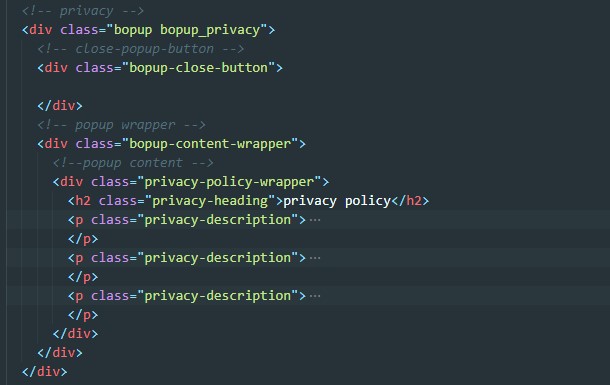 <!-- privacy -->
<div class="bopup bopup_privacy">
<!-- close-popup-button -->
<div class="bopup-close-button">
</div>
<!-- popup wrapper -->
<div class="bopup-content-wrapper">
<!--popup content -->
<div class="privacy-policy-wrapper">
<h2 class="privacy-heading">privacy policy</h2>
<p class="privacy-description">⋯
</p>
<p class="privacy-description">⋯
</p>
<p class="privacy-description">⋯
</p>
</div>
</div>
</div>